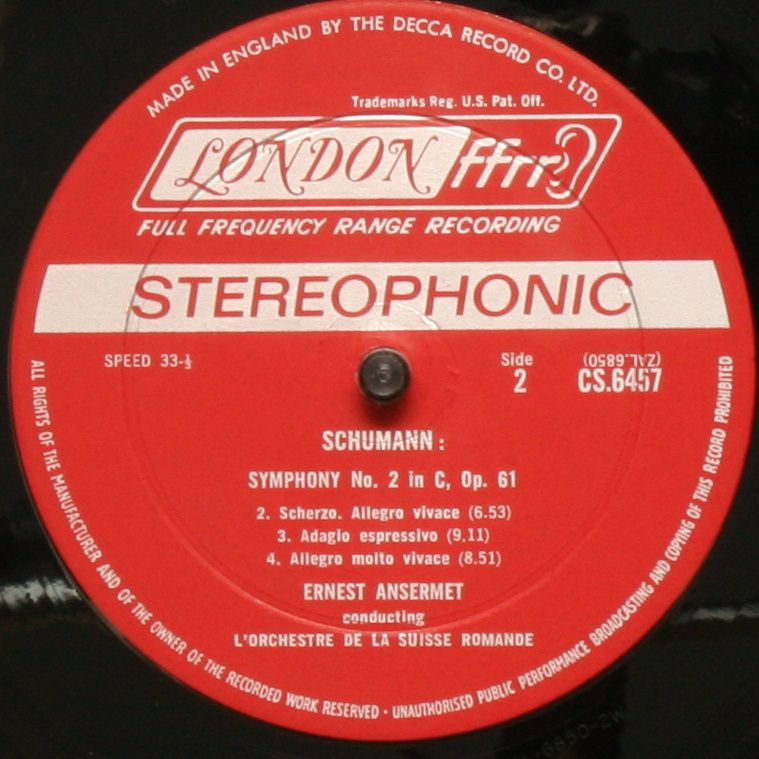 MADE IN ENGLAND BY THE DECCA RECORD CO. LTD.
Trademarks Reg. U.S. Pat. Off.
LONDON ffrr
FULL FREQUENCY RANGE RECORDING
STEREOPHONIC
SPEED 33-⅓
Side
2
(ZAL.6850)
CS.6457
SCHUMANN:
SYMPHONY No. 2 in C, Op. 61
2. Scherzo. Allegro vivace (6.53)
3. Adagio espressivo (9.11)
4. Allegro molto vivace (8.51)
ERNEST ANSERMET
conducting
L'ORCHESTRE DE LA SUISSE ROMANDE
ALL RIGHTS OF THE MANUFACTURER AND OF THE OWNER OF THE RECORDED WORK RESERVED · UNAUTHORISED PUBLIC PERFORMANCE BROADCASTING AND COPYING OF THIS RECORD PROHIBITED